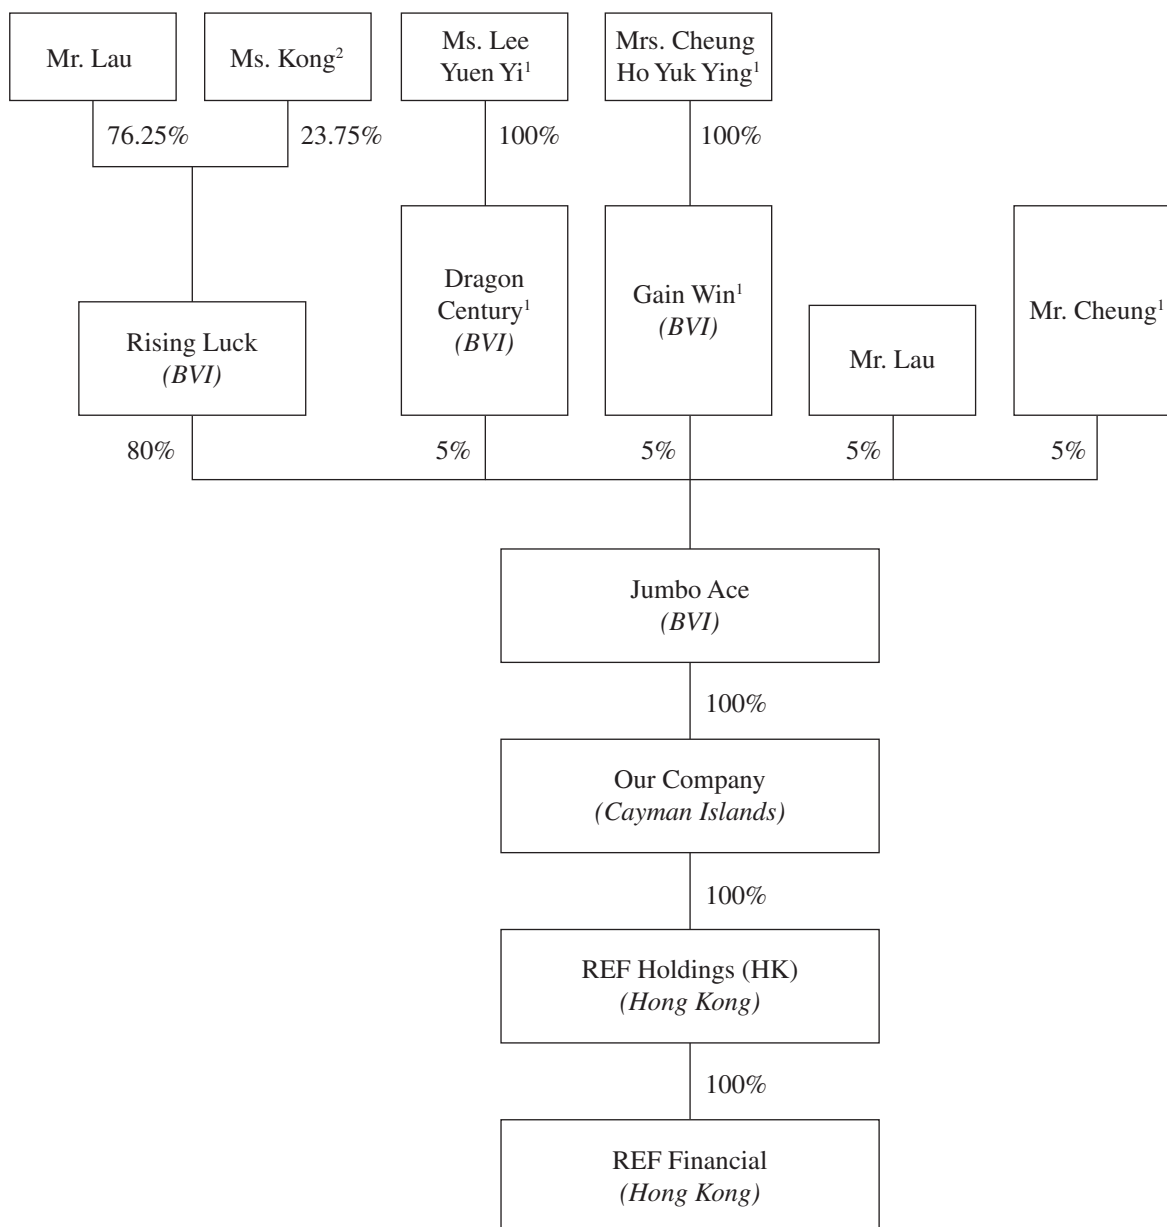 Mr. Lau
Ms. Kong²
Ms. Lee
Yuen Yi¹
Mrs. Cheung
Ho Yuk Ying¹
76.25%
23.75%
100%
100%
Rising Luck
(BVI)
Dragon
Century¹
(BVI)
Gain Win¹
(BVI)
Mr. Lau
Mr. Cheung¹
80%
5%
5%
5%
5%
Jumbo Ace
(BVI)
100%
Our Company
(Cayman Islands)
100%
REF Holdings (HK)
(Hong Kong)
100%
REF Financial
(Hong Kong)